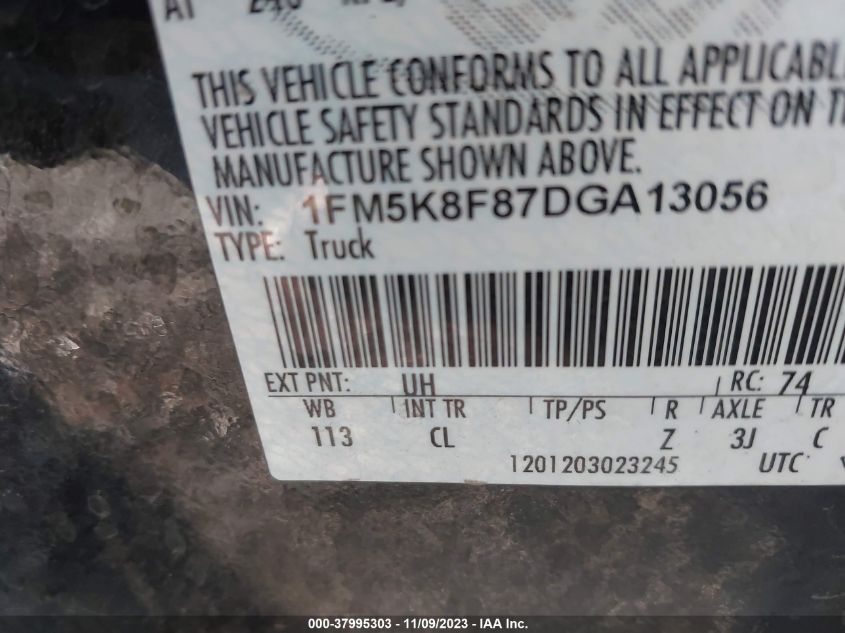 THIS VEHICLE CONFORMS TO ALL
VEHICLE SAFETY STANDARDS IN EFFECT ON
MANUFACTURE SHOWN ABOVE.
VIN: 1FM5K8F87DGA13056
TYPE: Truck
EXT PNT: UH RC: 74
WB INT TR TP/PS R AXLE TR
113 CL Z 3J C
1201203023245 UTC
000-37995303 - 11/09/2023 - IAA Inc.